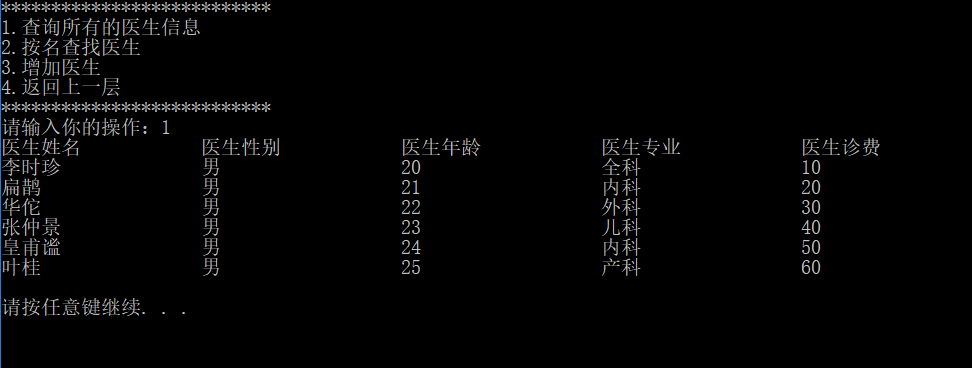 ***************************
1.查询所有的医生信息
2.按名查找医生
3.增加医生
4.返回上一层
***************************
请输入你的操作：1
医生姓名 医生性别 医生年龄 医生专业 医生诊费
李时珍 男 20 全科 10
扁鹊 男 21 内科 20
华佗 男 22 外科 30
张仲景 男 23 儿科 40
皇甫谧 男 24 内科 50
叶桂 男 25 产科 60
请按任意键继续. . .